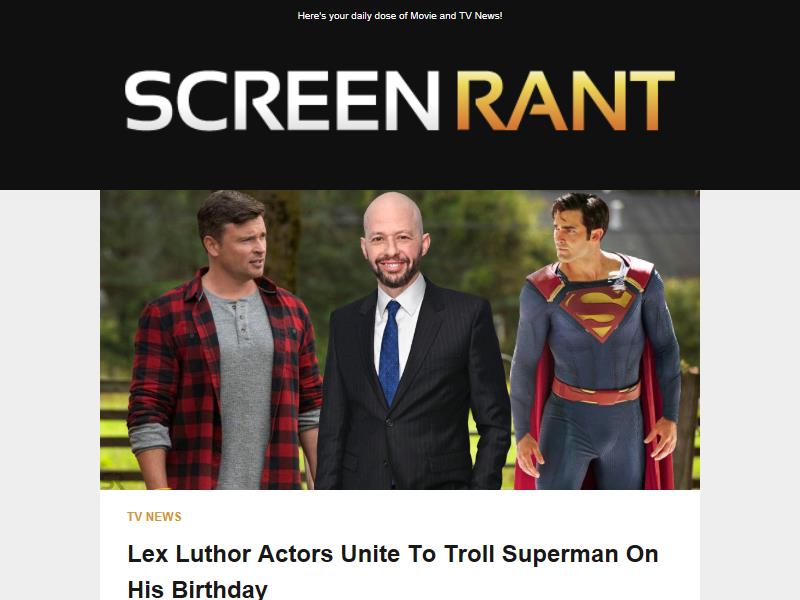 Here's your daily dose of Movie and TV News!
SCREEN RANT
TV NEWS
Lex Luthor Actors Unite To Troll Superman On
His Birthday